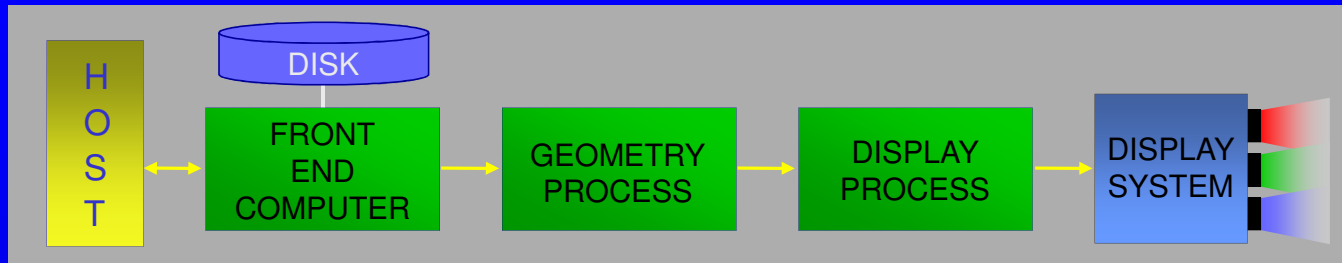 H
O
S
T
DISK
FRONT
END
COMPUTER
GEOMETRY
PROCESS
DISPLAY
PROCESS
DISPLAY
SYSTEM